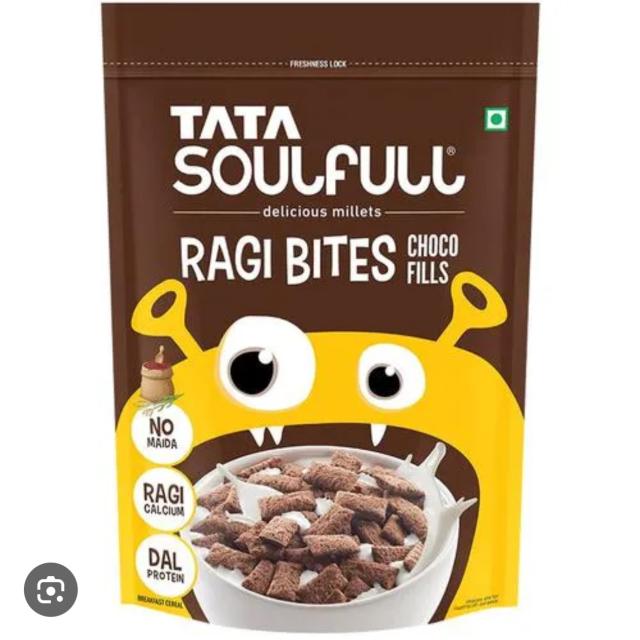 FRESHNESS LOCK
TATA
SOULFULL®
delicious millets
RAGI BITES CHOCO
FILLS
NO
MAIDA
RAGI
CALCIUM
DAL
PROTEIN
BREAKFAST CEREAL